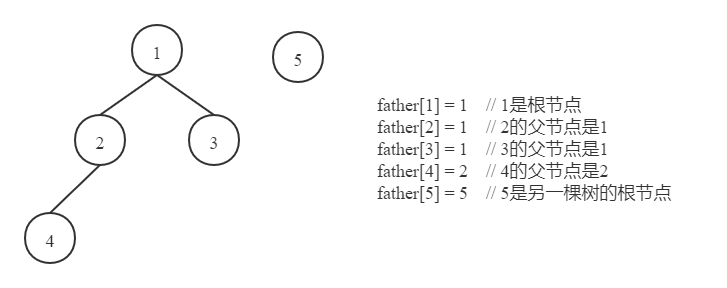 1
5
2
3
4
father[1] = 1 // 1是根节点
father[2] = 1 // 2的父节点是1
father[3] = 1 // 3的父节点是1
father[4] = 2 // 4的父节点是2
father[5] = 5 // 5是另一棵树的根节点